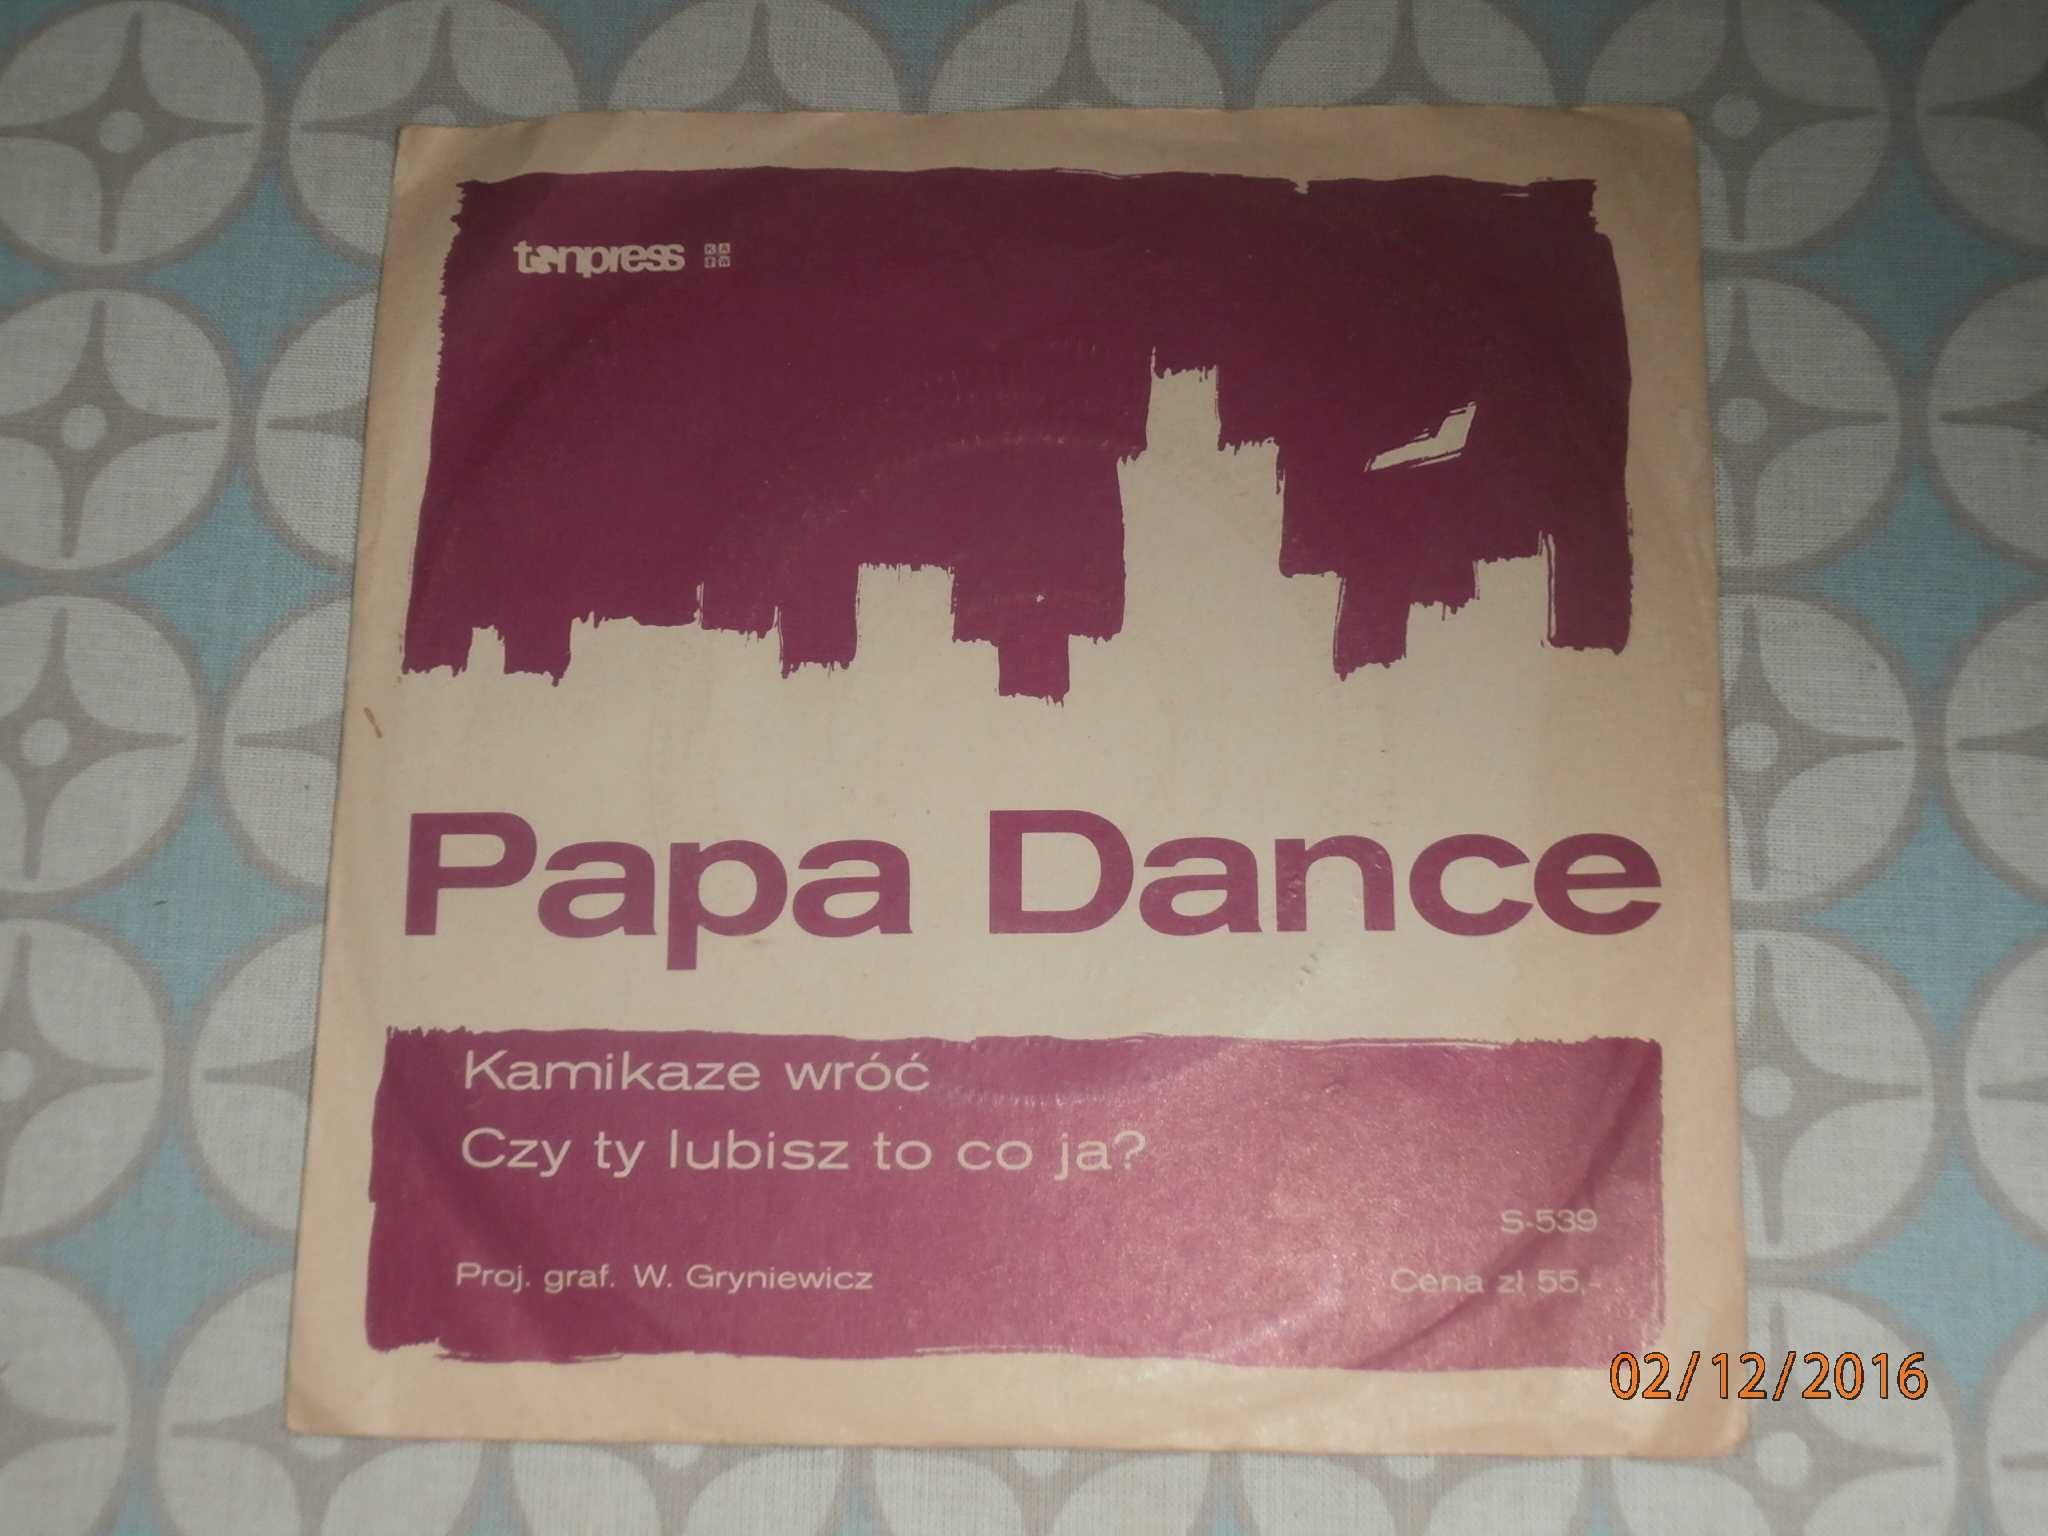 tonpress KAW
Papa Dance
Kamikaze wróć
Czy ty lubisz to co ja?
S-539
Proj. graf. W. Gryniewicz
Cena zł 55,-
02/12/2016